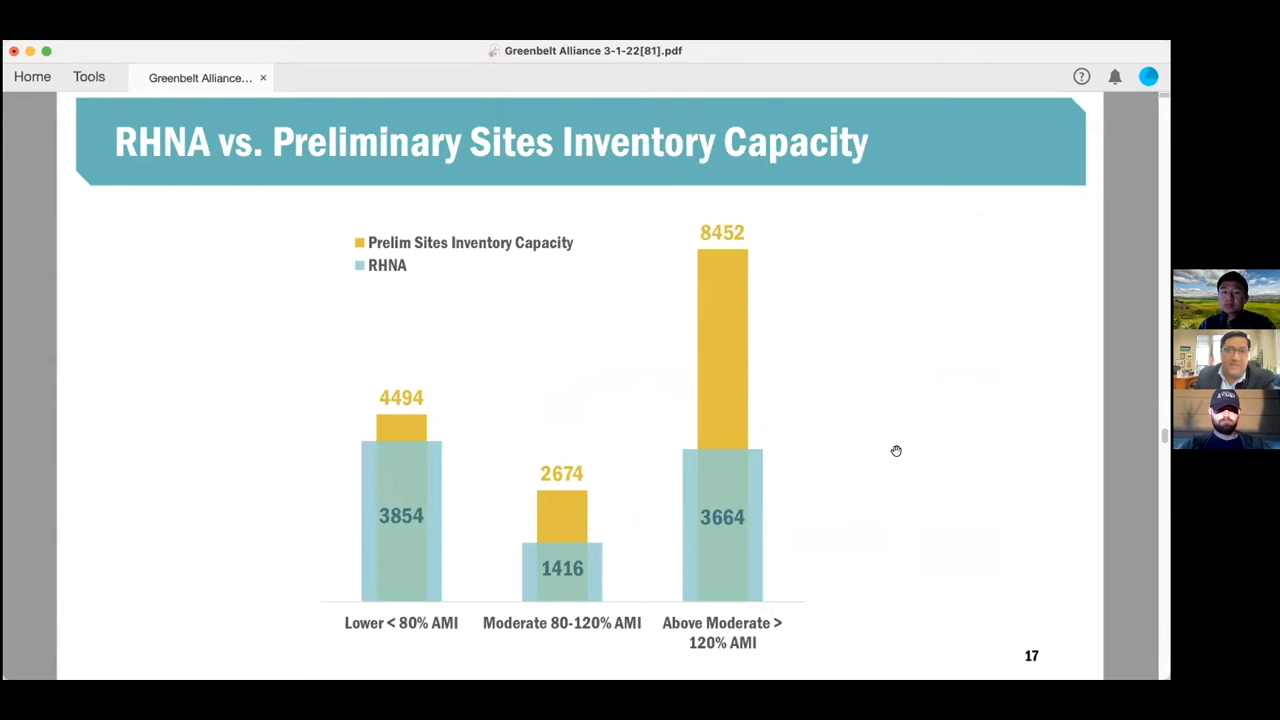 Greenbelt Alliance 3-1-22[81].pdf
Home Tools Greenbelt Alliance... ×
RHNA vs. Preliminary Sites Inventory Capacity
Prelim Sites Inventory Capacity
RHNA
8452
4494
2674
3854
3664
1416
Lower < 80% AMI
Moderate 80-120% AMI
Above Moderate >
120% AMI
17